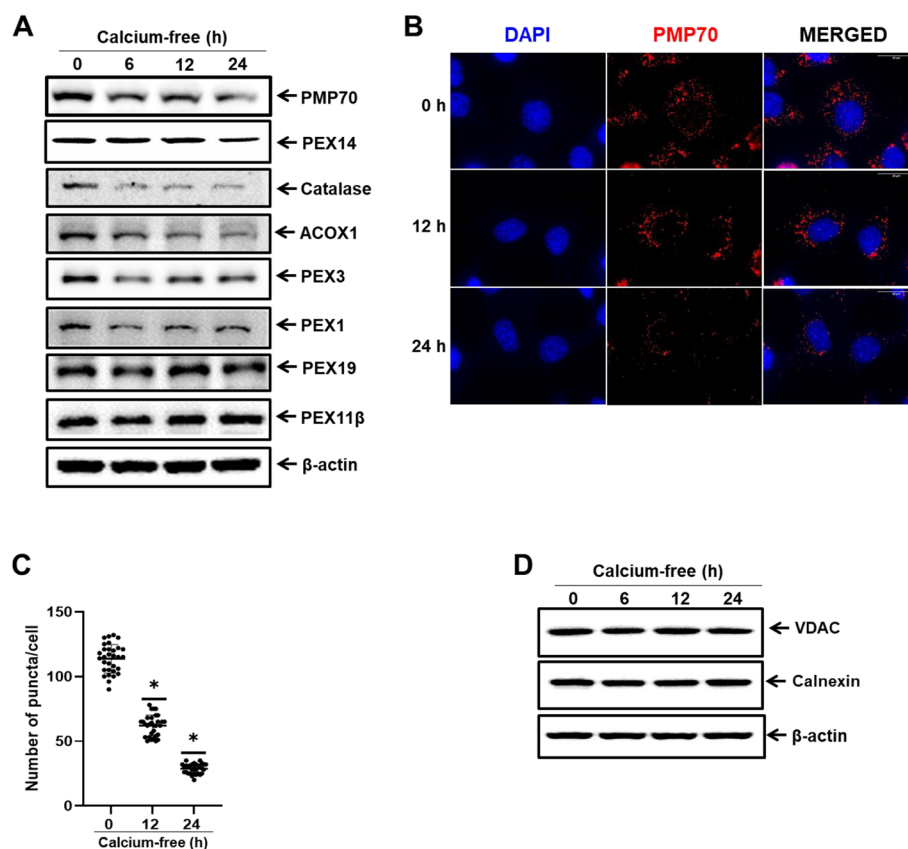 A
Calcium-free (h)
0 6 12 24
PMP70
PEX14
Catalase
ACOX1
PEX3
PEX1
PEX19
PEX11β
β-actin
B
DAPI PMP70 MERGED
0 h
12 h
24 h
C
Number of puncta/cell
150
100
50
0
* *
0 12 24
Calcium-free (h)
D
Calcium-free (h)
0 6 12 24
VDAC
Calnexin
β-actin